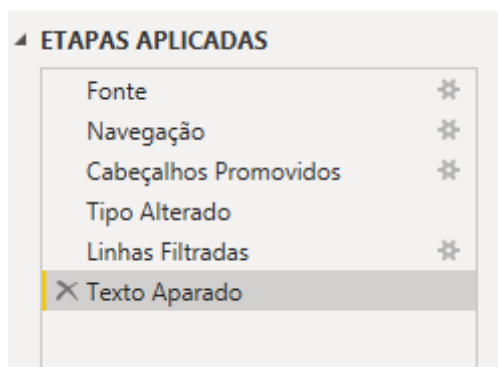 ETAPAS APLICADAS
Fonte
Navegação
Cabeçalhos Promovidos
Tipo Alterado
Linhas Filtradas
Texto Aparado